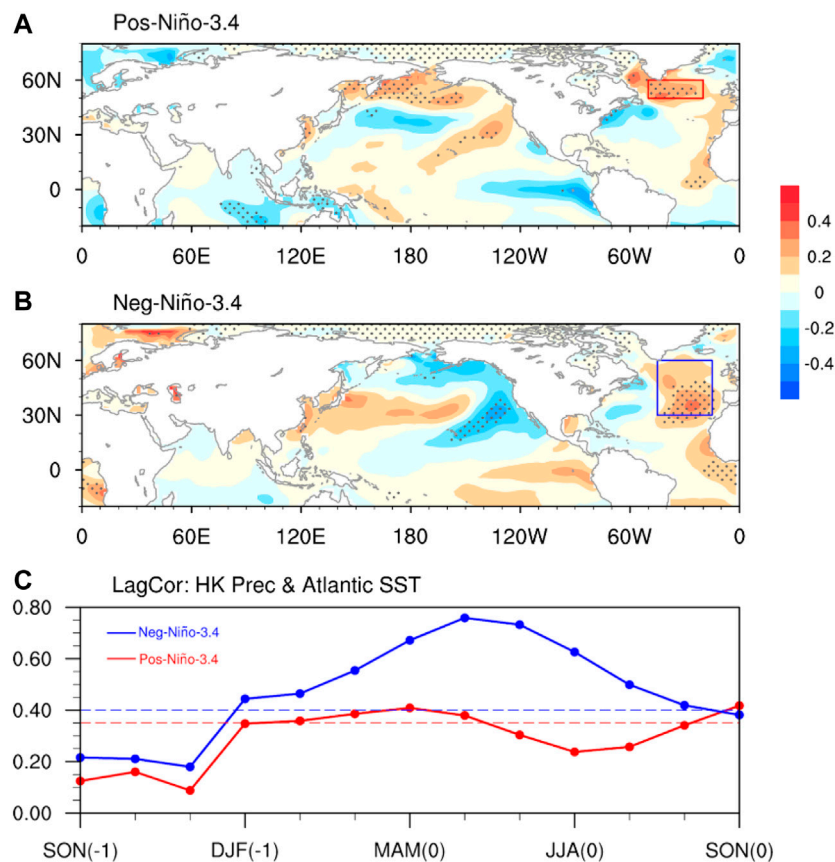 A
Pos-Niño-3.4
60N
30N
0
0 60E 120E 180 120W 60W 0
B
Neg-Niño-3.4
60N
30N
0
0 60E 120E 180 120W 60W 0
0.4
0.2
0
-0.2
-0.4
C
LagCor: HK Prec & Atlantic SST
0.80
0.60
0.40
0.20
0.00
Neg-Niño-3.4
Pos-Niño-3.4
SON(-1) DJF(-1) MAM(0) JJA(0) SON(0)